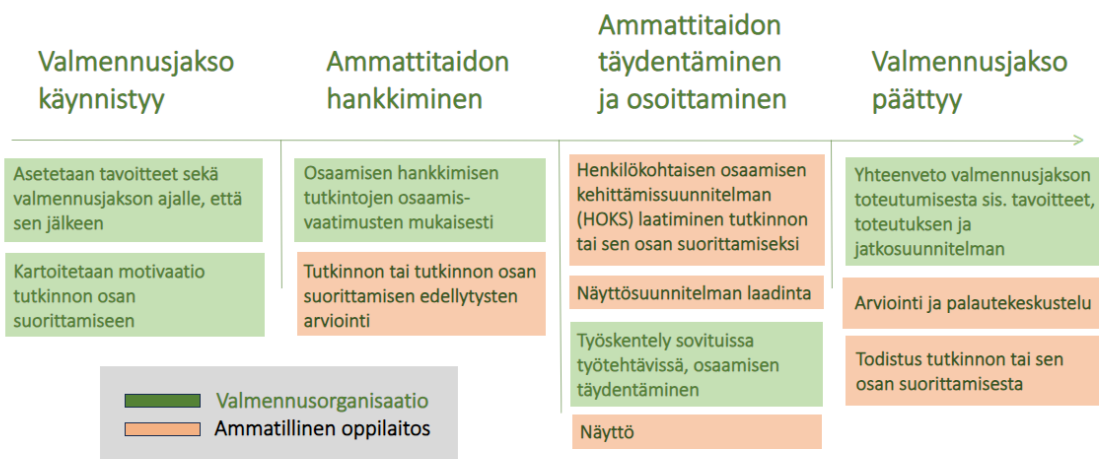 Valmennusjakso
käynnistyy
Ammattitaidon
hankkiminen
Ammattitaidon
täydentäminen
ja osoittaminen
Valmennusjakso
päättyy
Asetetaan tavoitteet sekä
valmennusjakson ajalle, että
sen jälkeen
Kartoitetaan motivaatio
tutkinnon osan
suorittamiseen
Osaamisen hankkimisen
tutkintojen osaamis-
vaatimusten mukaisesti
Tutkinnon tai tutkinnon osan
suorittamisen edellytysten
arviointi
Henkilökohtaisen osaamisen
kehittämissuunnitelman
(HOKS) laatiminen tutkinnon
tai sen osan suorittamiseksi
Näyttösuunnitelman laadinta
Työskentely sovituissa
työtehtävissä, osaamisen
täydentäminen
Näyttö
Yhteenveto valmennusjakson
toteutumisesta sis. tavoitteet,
toteutuksen ja
jatkosuunnitelman
Arviointi ja palautekeskustelu
Todistus tutkinnon tai sen
osan suorittamisesta
Valmennusorganisaatio
Ammatillinen oppilaitos